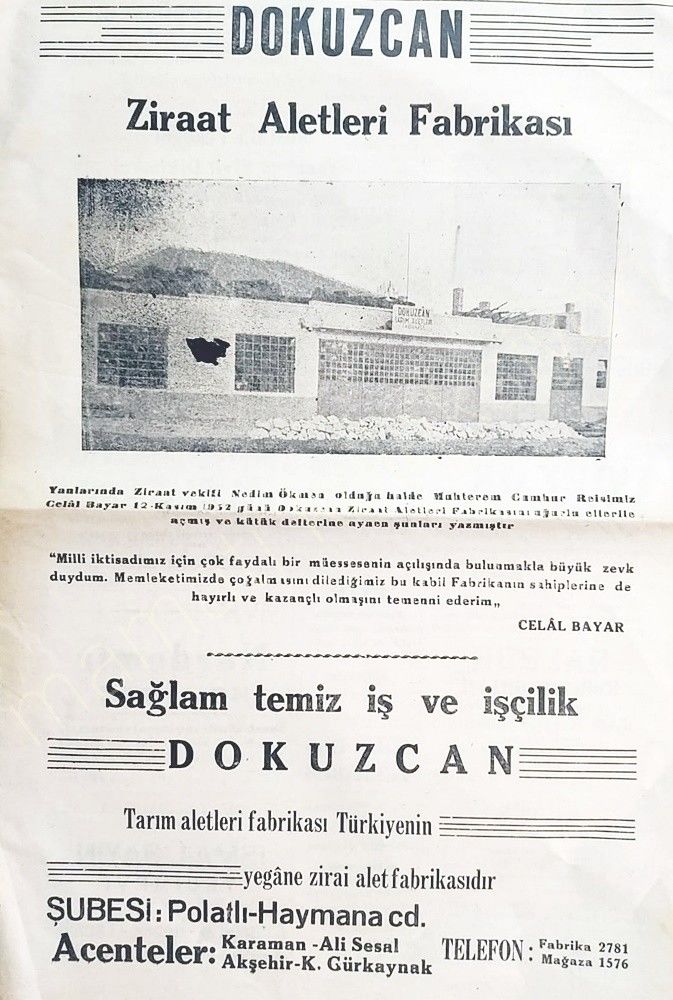 DOKUZCAN
Ziraat Aletleri Fabrikası
DOKUZCAN
Yanlarında Ziraat vekili Nedim Ökmen olduğu halde Muhterem Cumhur Reisimiz
Celâl Bayar 12-Kasım 1952 günü Dokuzcan Ziraat Aletleri Fabrikasını uğurlu ellerile
açmış ve kütük defterine aynen şunları yazmıştır
“Milli iktisadımız için çok faydalı bir müessesenin açılışında bulunmakla büyük zevk
duydum. Memleketimizde çoğalmasını dilediğimiz bu kabil Fabrikanın sahiplerine de
hayırlı ve kazançlı olmasını temenni ederim„
CELÂL BAYAR
Sağlam temiz iş ve işçilik
DOKUZCAN
Tarım aletleri fabrikası Türkiyenin
yegâne zirai alet fabrikasıdır
ŞUBESİ: Polatlı-Haymana cd.
Acenteler: Karaman -Ali Sesal
Akşehir-K. Gürkaynak
TELEFON: Fabrika 2781
Mağaza 1576